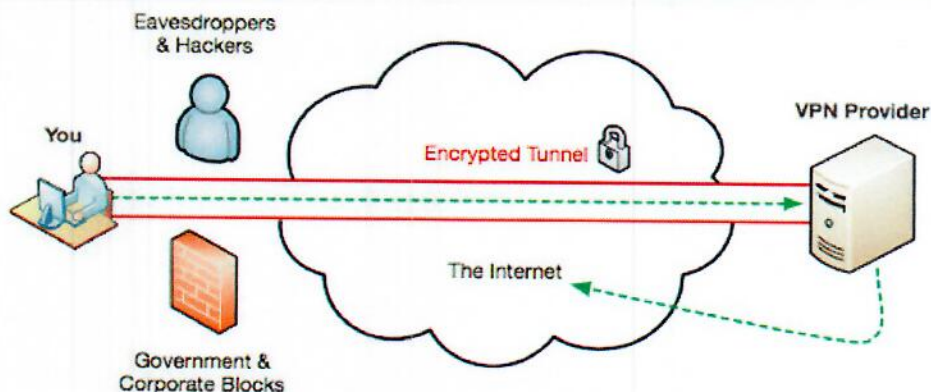 Eavesdroppers
& Hackers
You
VPN Provider
Encrypted Tunnel
The Internet
Government &
Corporate Blocks